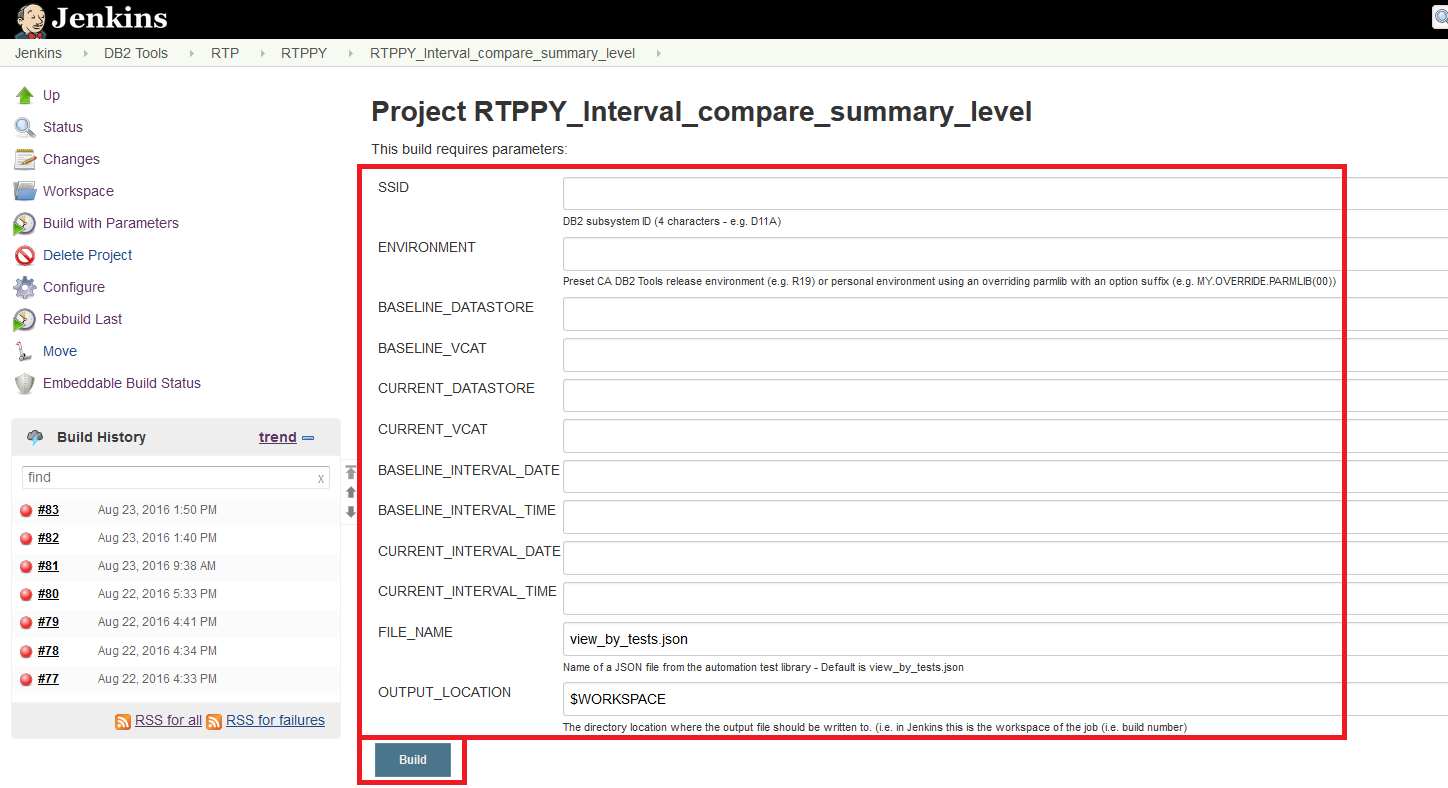 Jenkins
Jenkins DB2 Tools RTP RTPPY RTPPY_Interval_compare_summary_level
Up
Status
Changes
Workspace
Build with Parameters
Delete Project
Configure
Rebuild Last
Move
Embeddable Build Status
Build History trend
find x
#83 Aug 23, 2016 1:50 PM
#82 Aug 23, 2016 1:40 PM
#81 Aug 23, 2016 9:38 AM
#80 Aug 22, 2016 5:33 PM
#79 Aug 22, 2016 4:41 PM
#78 Aug 22, 2016 4:34 PM
#77 Aug 22, 2016 4:33 PM
RSS for all RSS for failures
Project RTPPY_Interval_compare_summary_level
This build requires parameters:
SSID
DB2 subsystem ID (4 characters - e.g. D11A)
ENVIRONMENT
Preset CA DB2 Tools release environment (e.g. R19) or personal environment using an overriding parmlib with an option suffix (e.g. MY.OVERRIDE.PARMLIB(00))
BASELINE_DATASTORE
BASELINE_VCAT
CURRENT_DATASTORE
CURRENT_VCAT
BASELINE_INTERVAL_DATE
BASELINE_INTERVAL_TIME
CURRENT_INTERVAL_DATE
CURRENT_INTERVAL_TIME
FILE_NAME view_by_tests.json
Name of a JSON file from the automation test library - Default is view_by_tests.json
OUTPUT_LOCATION $WORKSPACE
The directory location where the output file should be written to. (i.e. in Jenkins this is the workspace of the job (i.e. build number)
Build